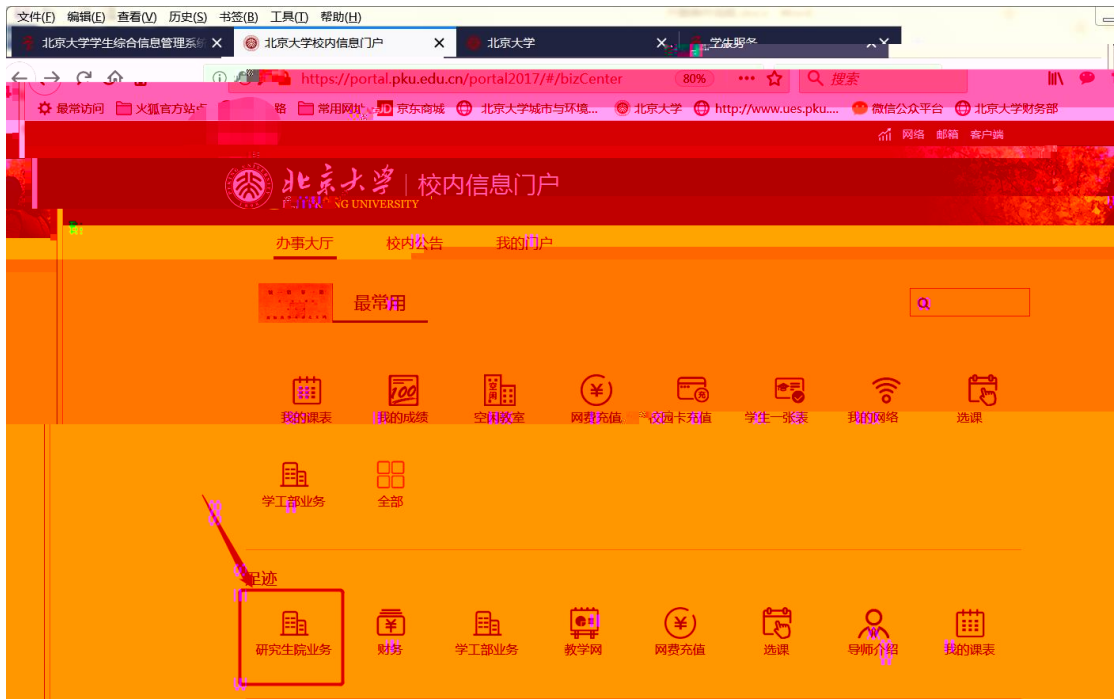 文件(F) 编辑(E) 查看(V) 历史(S) 书签(B) 工具(T) 帮助(H)
北京大学学生综合信息管理系统 × 北京大学校内信息门户 × 北京大学 ×
https://portal.pku.edu.cn/portal2017/#/bizCenter 80% 搜索
最常访问 火狐官方站点 常用网址 JD 京东商城 北京大学城市与环境... 北京大学 http://www.ues.pku.... 微信公众平台 北京大学财务部
网络 邮箱 客户端
北京大学 校内信息门户
UNIVERSITY
办事大厅 校内公告 我的门户
最常用
我的课表 我的成绩 空闲教室 网费充值 校园卡充值 学生一张表 我的网络 选课
学工部业务 全部
足迹
研究生院业务 财务 学工部业务 教学网 网费充值 选课 导师介绍 我的课表